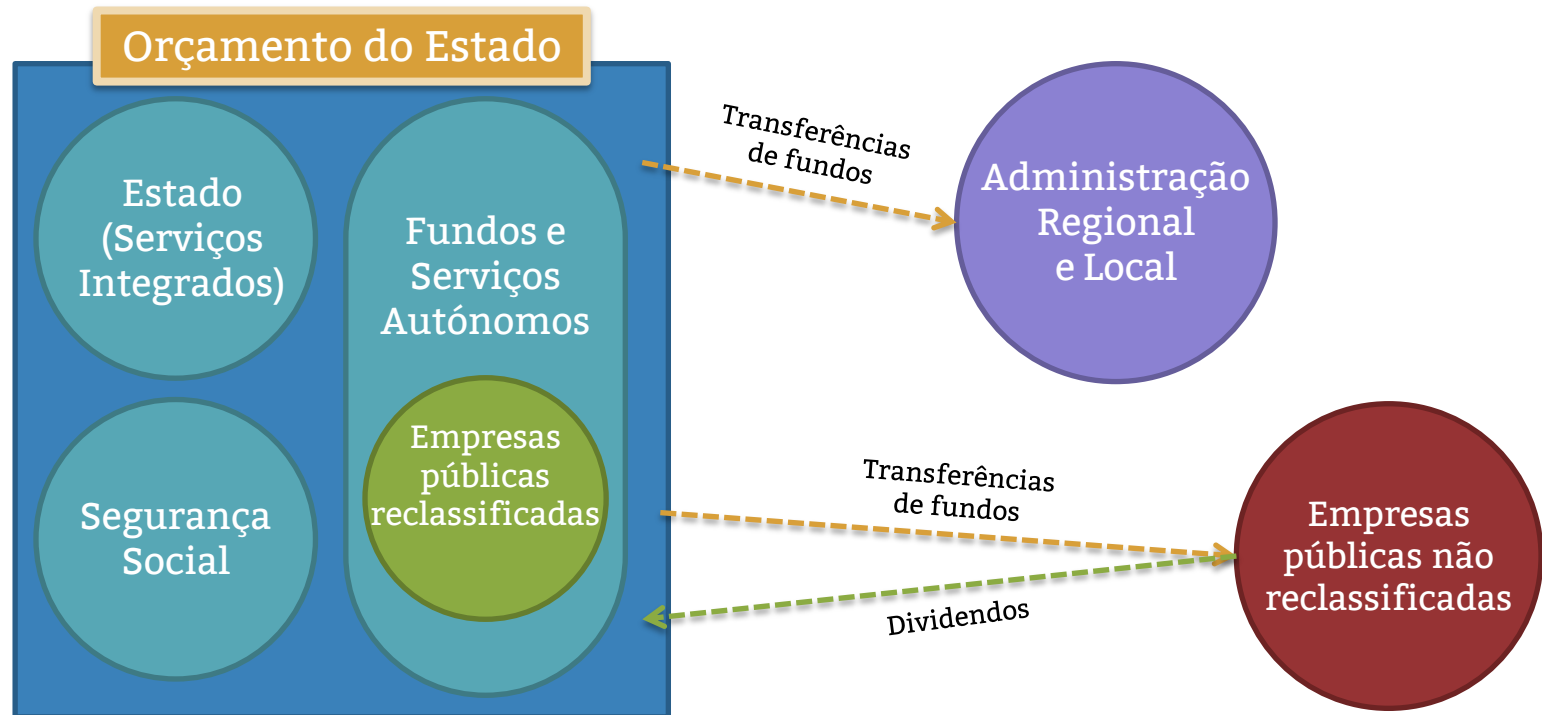 Orçamento do Estado
Estado
(Serviços
Integrados)
Fundos e
Serviços
Autónomos
Empresas
públicas
reclassificadas
Segurança
Social
Transferências
de fundos
Administração
Regional
e Local
Transferências
de fundos
Dividendos
Empresas
públicas não
reclassificadas